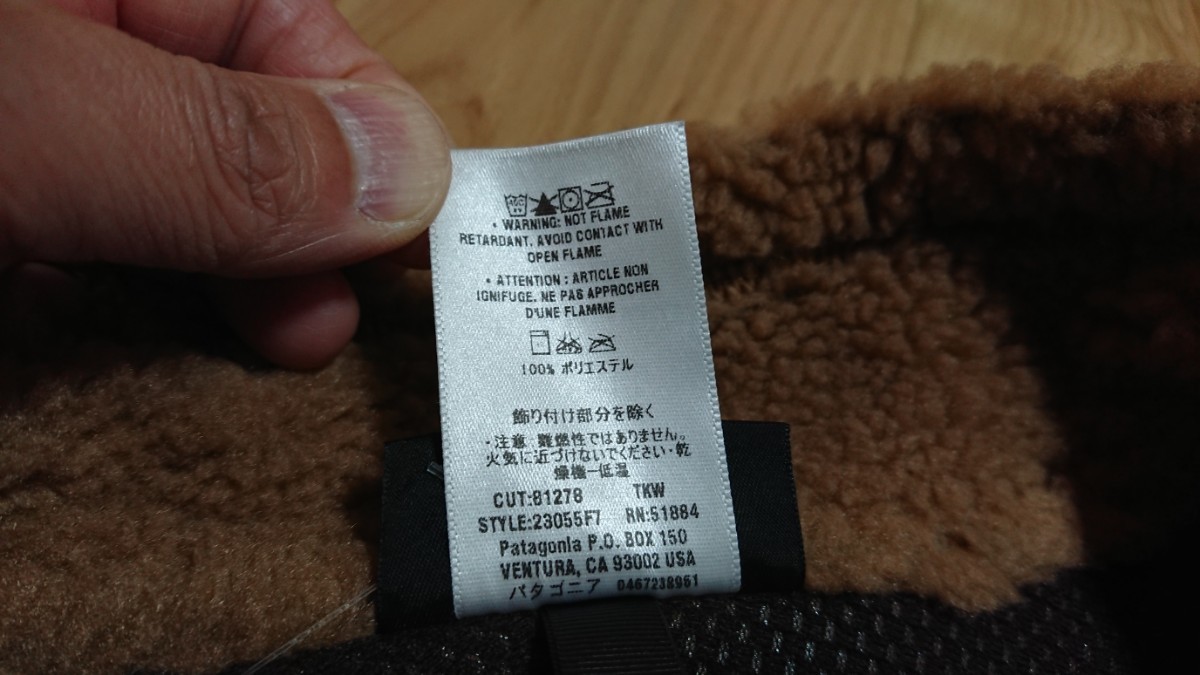 • WARNING: NOT FLAME
RETARDANT. AVOID CONTACT WITH
OPEN FLAME
• ATTENTION : ARTICLE NON
IGNIFUGE. NE PAS APPROCHER
D'UNE FLAMME
100% ポリエステル
飾り付け部分を除く
・注意 難燃性ではありません。
火気に近づけないでください・乾
燥機一低温
CUT:81278 TKW
STYLE:23055F7 RN:51884
Patagonia P.O. BOX 150
VENTURA, CA 93002 USA
パタゴニア 0467238961